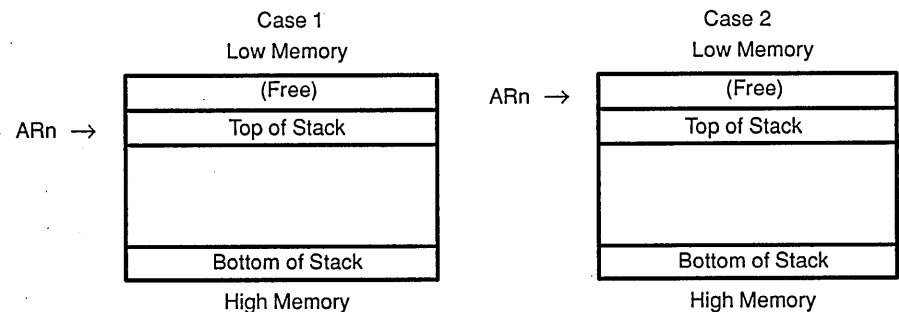 Case 1
Low Memory
(Free)
ARn →
Top of Stack
Bottom of Stack
High Memory
Case 2
Low Memory
ARn →
(Free)
Top of Stack
Bottom of Stack
High Memory